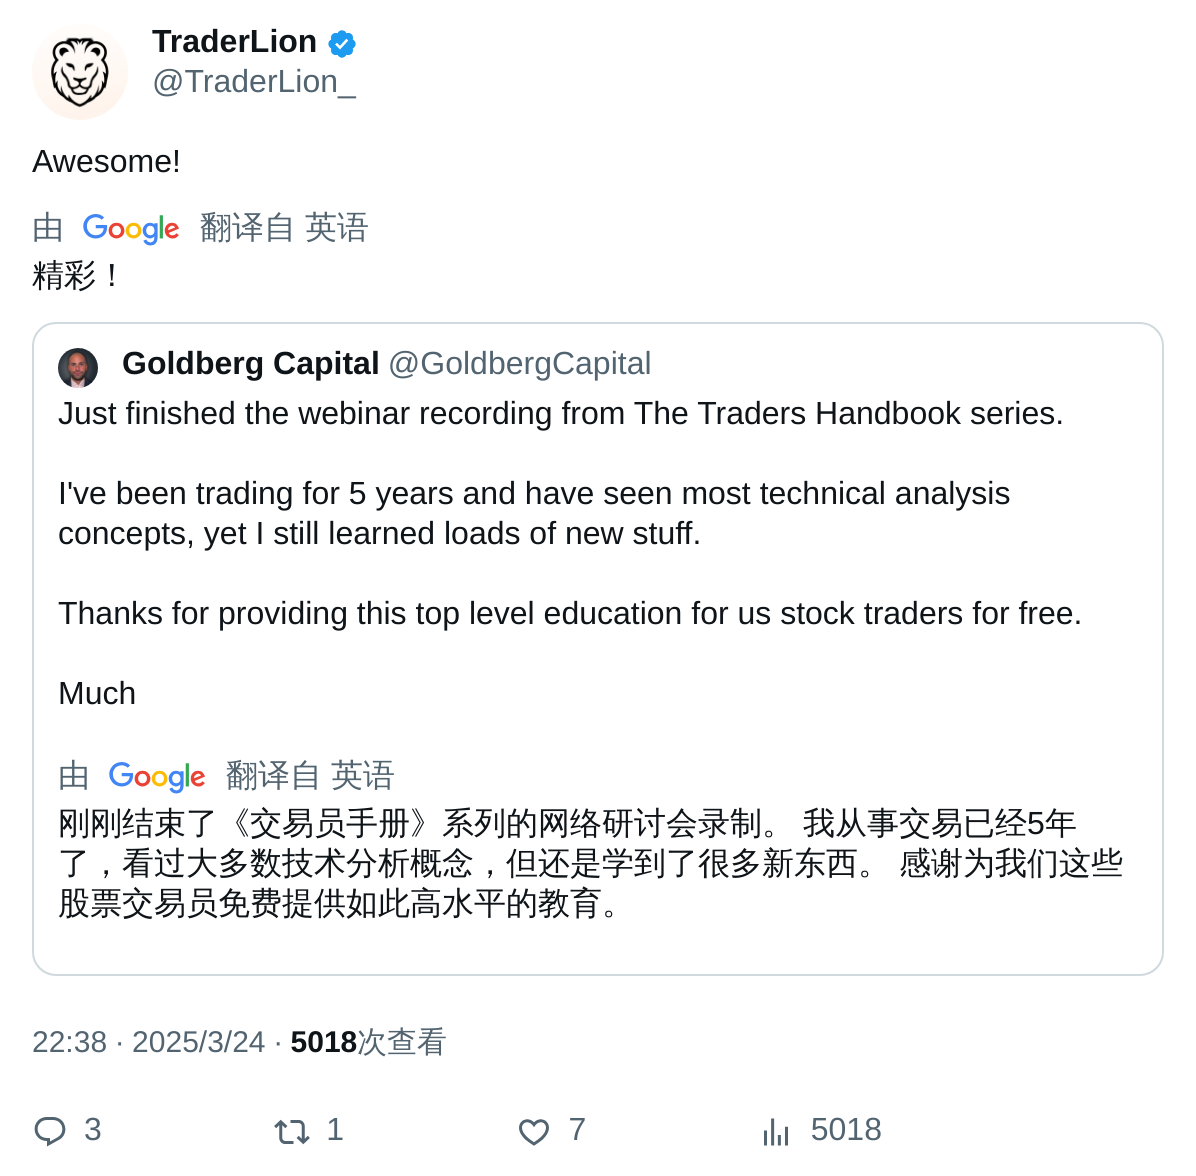 TraderLion
@TraderLion_
Awesome!
由 Google 翻译自 英语
精彩！
Goldberg Capital @GoldbergCapital
Just finished the webinar recording from The Traders Handbook series.
I've been trading for 5 years and have seen most technical analysis
concepts, yet I still learned loads of new stuff.
Thanks for providing this top level education for us stock traders for free.
Much
由 Google 翻译自 英语
刚刚结束了《交易员手册》系列的网络研讨会录制。 我从事交易已经5年
了，看过大多数技术分析概念，但还是学到了很多新东西。 感谢为我们这些
股票交易员免费提供如此高水平的教育。
22:38 · 2025/3/24 · 5018次查看
3 1 7 5018